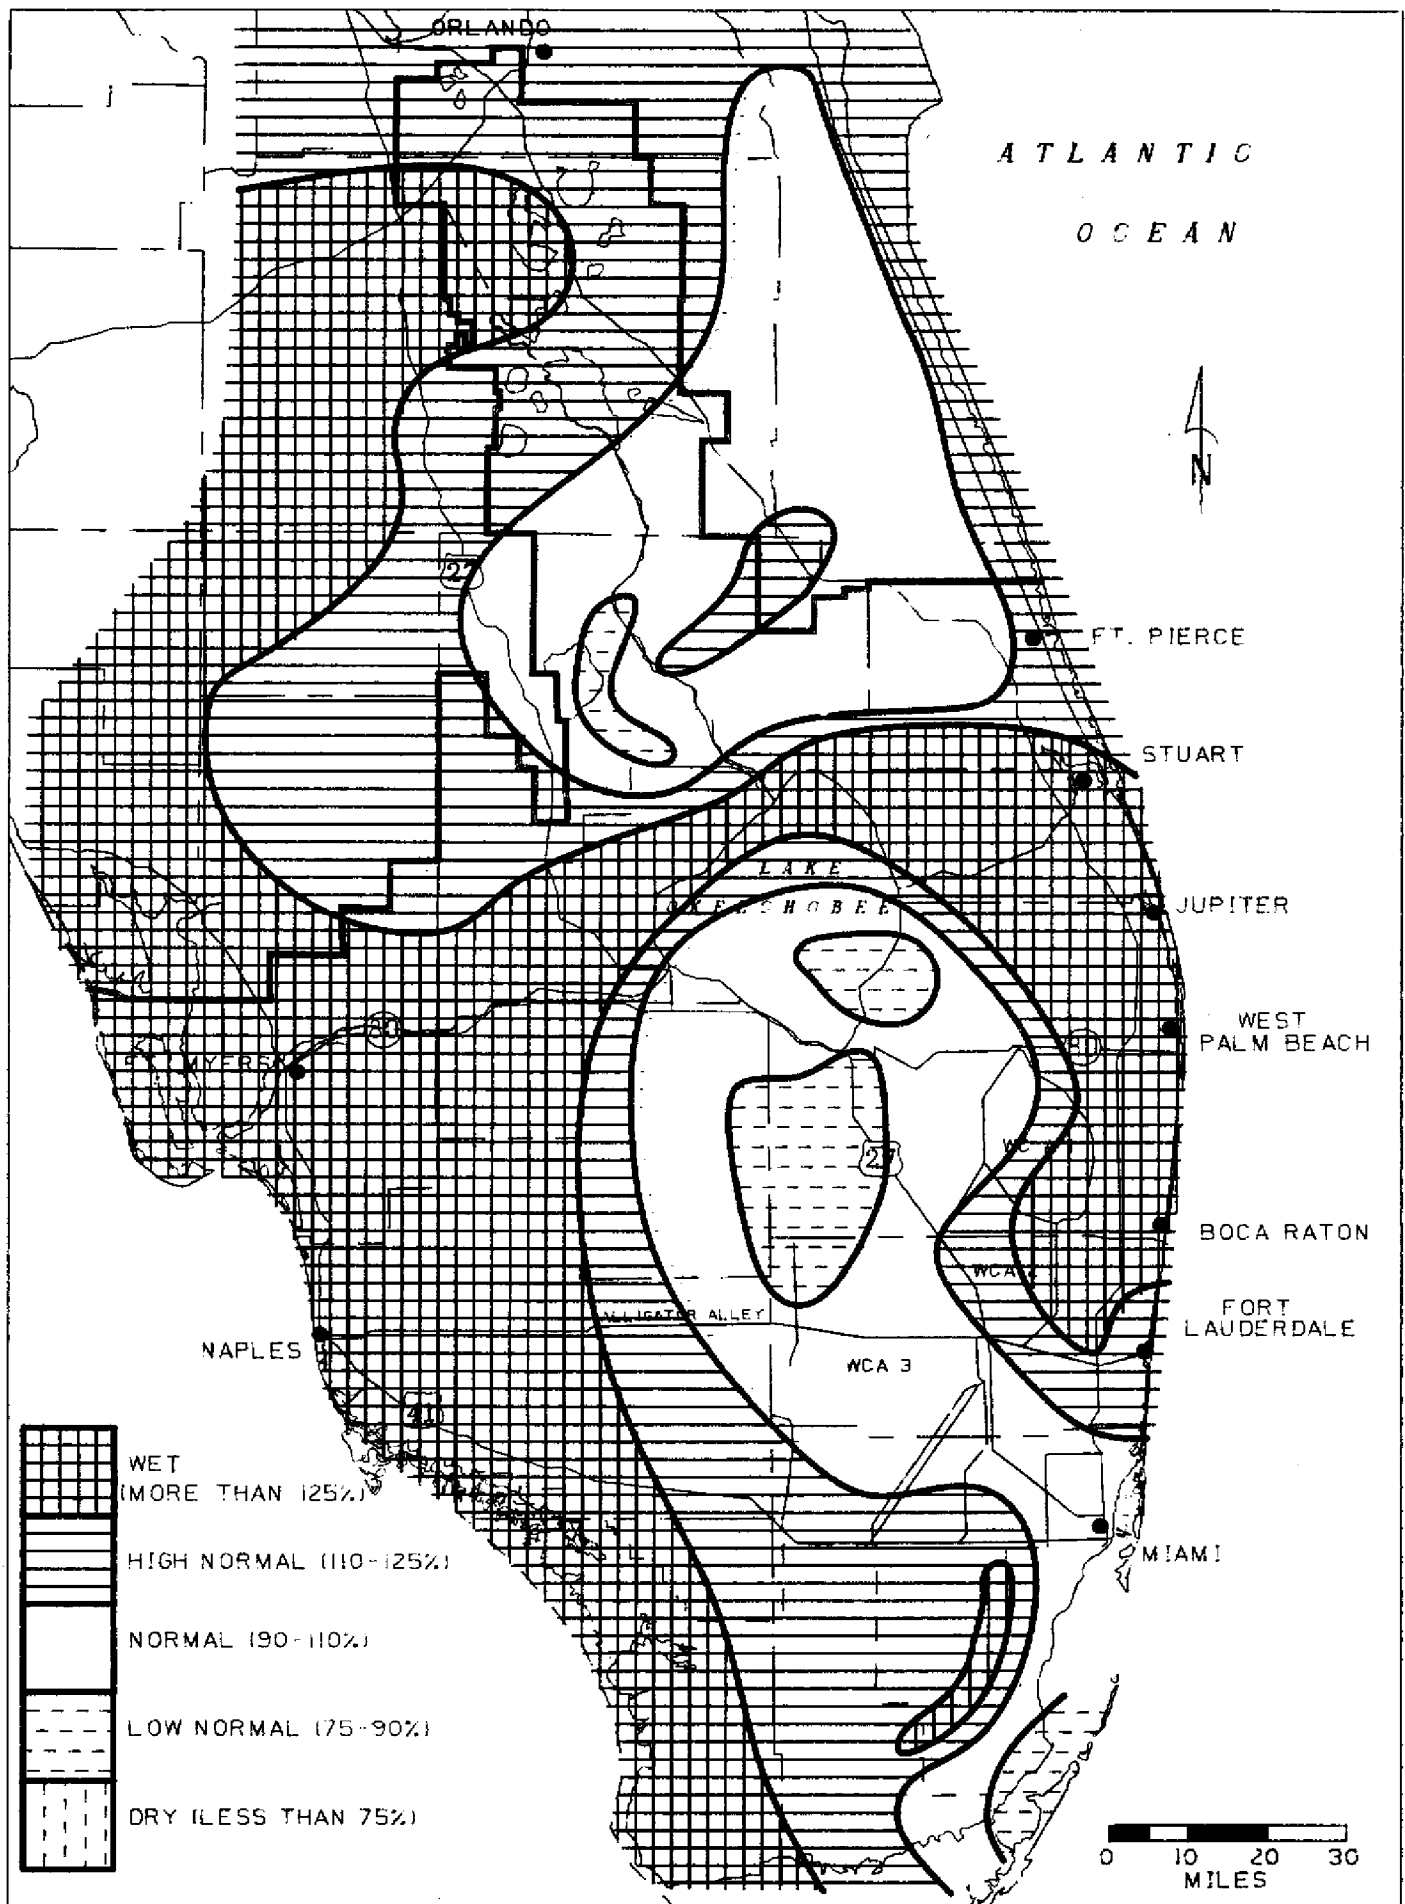 ORLANDO
ATLANTIC
OCEAN
N
27
FT. PIERCE
STUART
LAKE
OKEECHOBEE
JUPITER
WEST
PALM BEACH
80
FT. MYERS
27
BOCA RATON
WCA 2
ALLIGATOR ALLEY
FORT
LAUDERDALE
NAPLES
WCA 3
41
WET
(MORE THAN 125%)
HIGH NORMAL (110-125%)
MIAMI
NORMAL (90-110%)
LOW NORMAL (75-90%)
DRY (LESS THAN 75%)
0 10 20 30
MILES